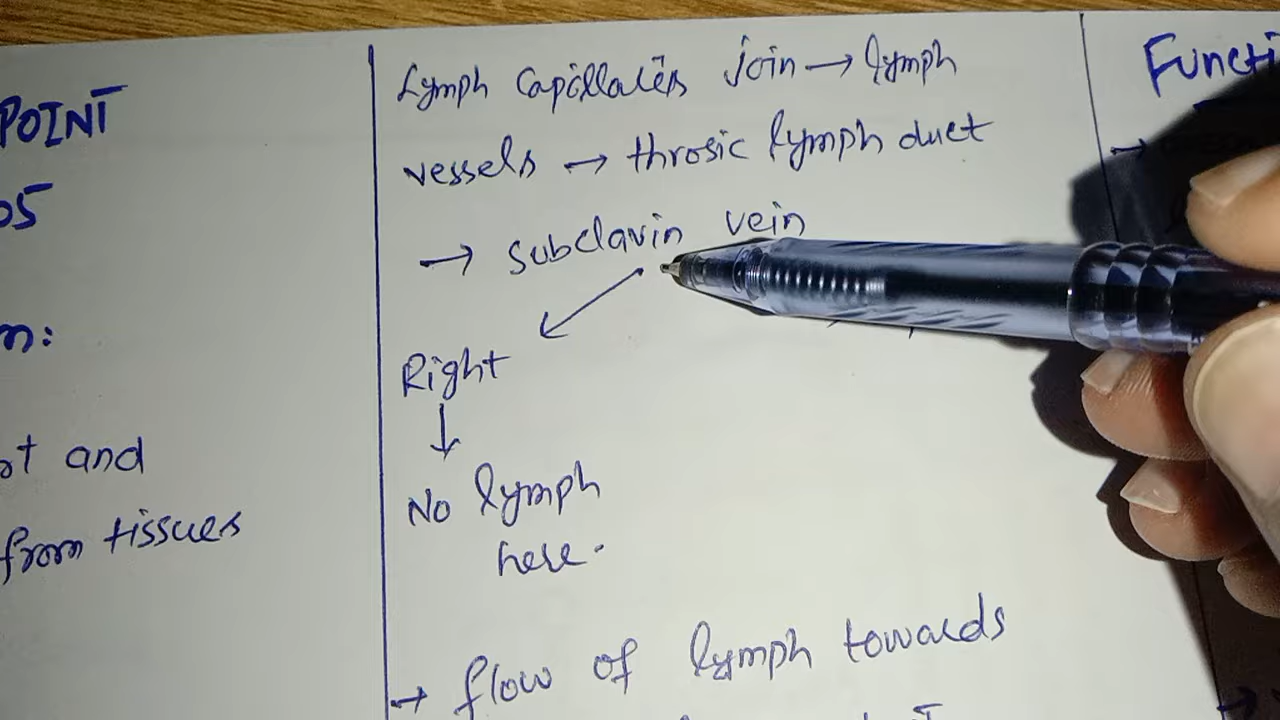 POINT
05
n:
ot and
from tissues
Lymph Capillaries join → lymph
vessels → throsic lymph duct
→ subclavin vein
Right
↓
No lymph
here.
→ flow of lymph towards
Functi